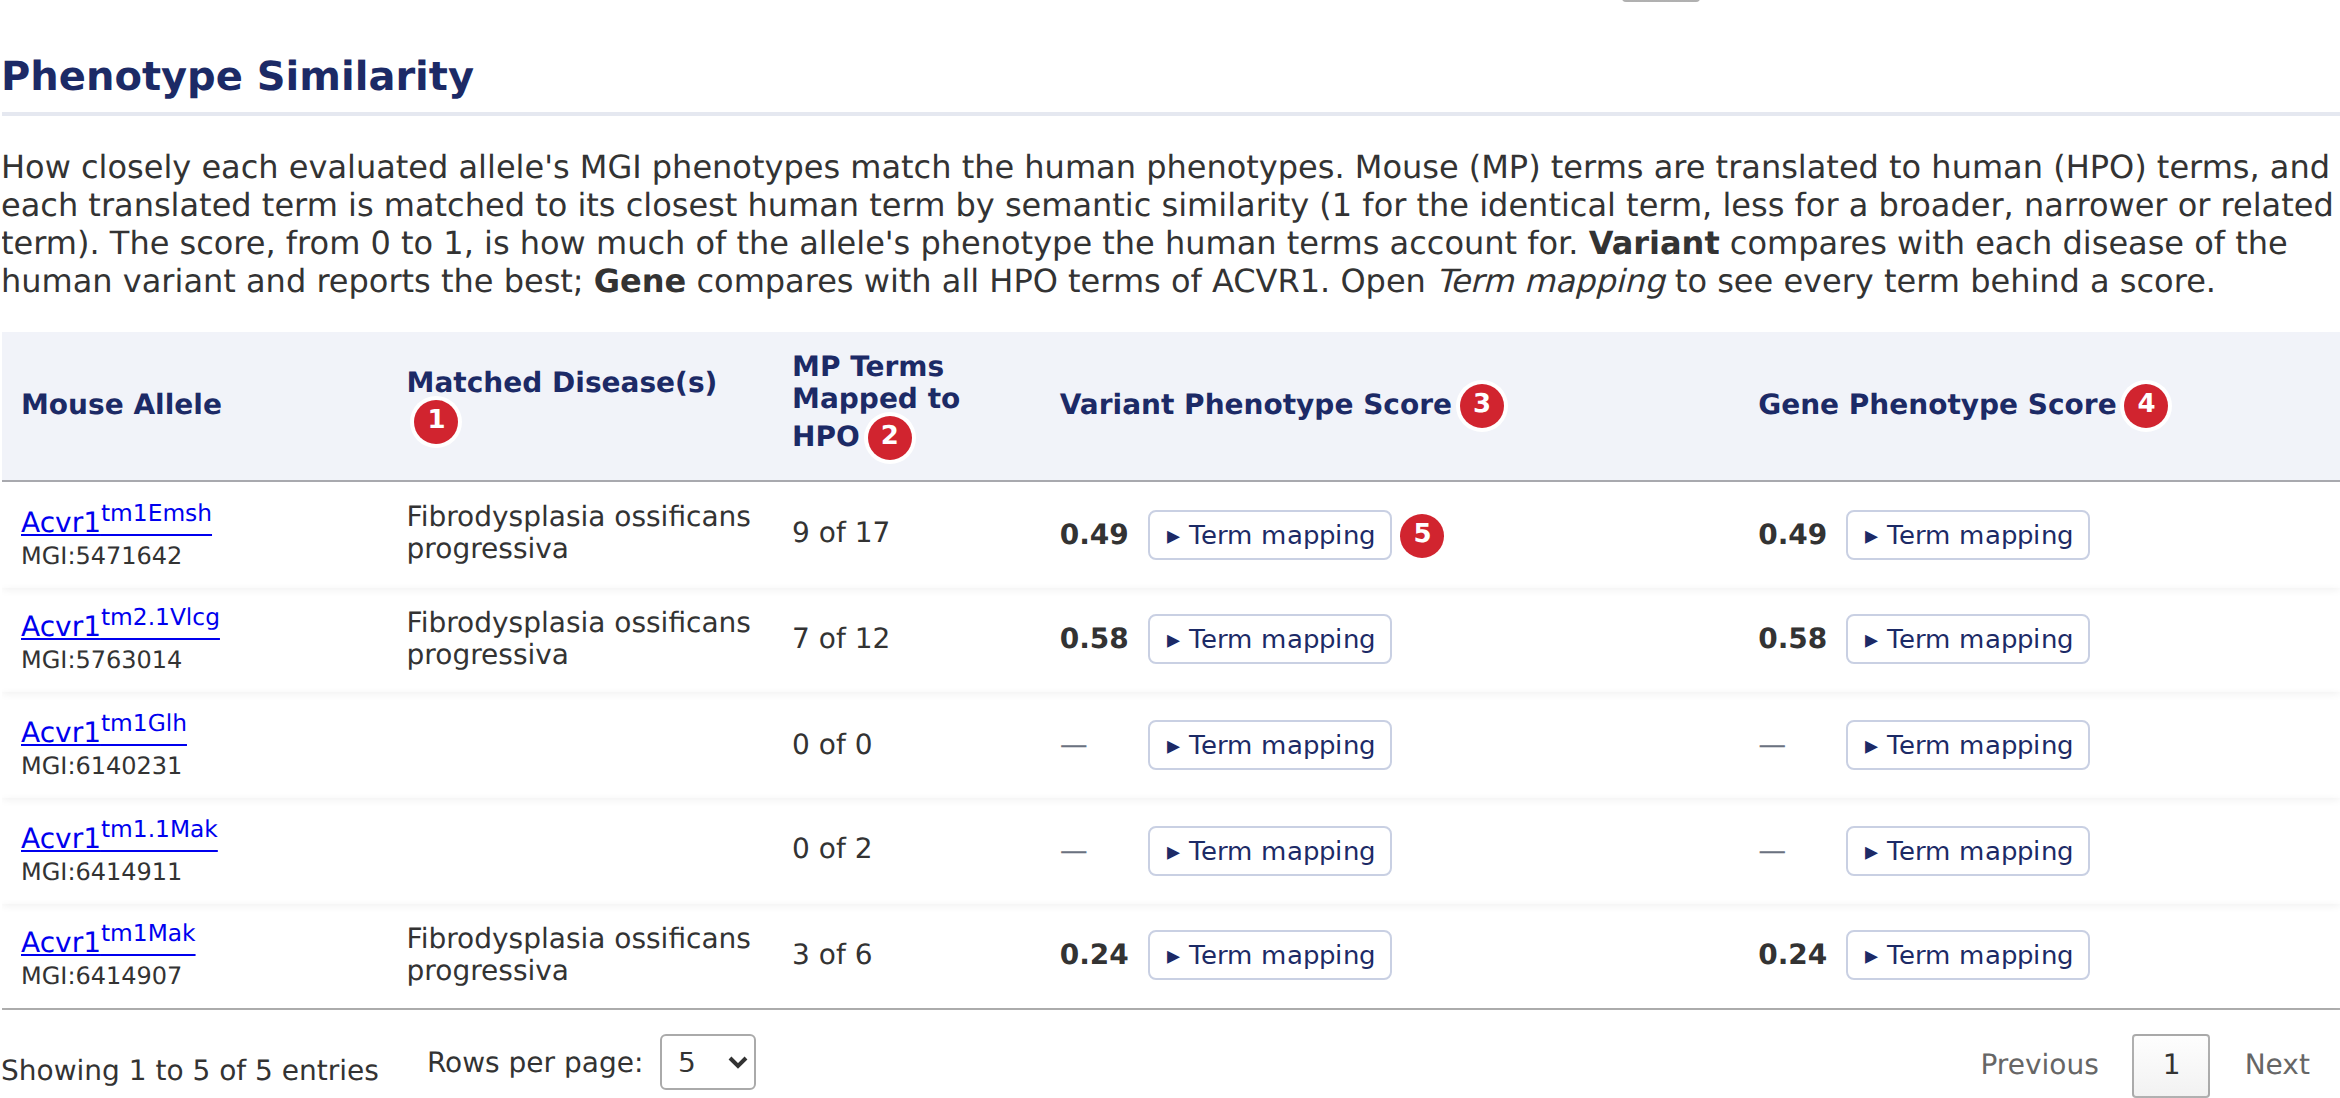 Phenotype Similarity
How closely each evaluated allele's MGI phenotypes match the human phenotypes. Mouse (MP) terms are translated to human (HPO) terms, and
each translated term is matched to its closest human term by semantic similarity (1 for the identical term, less for a broader, narrower or related
term). The score, from 0 to 1, is how much of the allele's phenotype the human terms account for. Variant compares with each disease of the
human variant and reports the best; Gene compares with all HPO terms of ACVR1. Open Term mapping to see every term behind a score.
Mouse Allele
Matched Disease(s)
1
MP Terms
Mapped to
HPO 2
Variant Phenotype Score 3
Gene Phenotype Score 4
Acvr1tm1Emsh
MGI:5471642
Fibrodysplasia ossificans
progressiva
9 of 17
0.49 ▸ Term mapping 5
0.49 ▸ Term mapping
Acvr1tm2.1Vlcg
MGI:5763014
Fibrodysplasia ossificans
progressiva
7 of 12
0.58 ▸ Term mapping
0.58 ▸ Term mapping
Acvr1tm1Glh
MGI:6140231
0 of 0
— ▸ Term mapping
— ▸ Term mapping
Acvr1tm1.1Mak
MGI:6414911
0 of 2
— ▸ Term mapping
— ▸ Term mapping
Acvr1tm1Mak
MGI:6414907
Fibrodysplasia ossificans
progressiva
3 of 6
0.24 ▸ Term mapping
0.24 ▸ Term mapping
Showing 1 to 5 of 5 entries
Rows per page: 5
Previous 1 Next